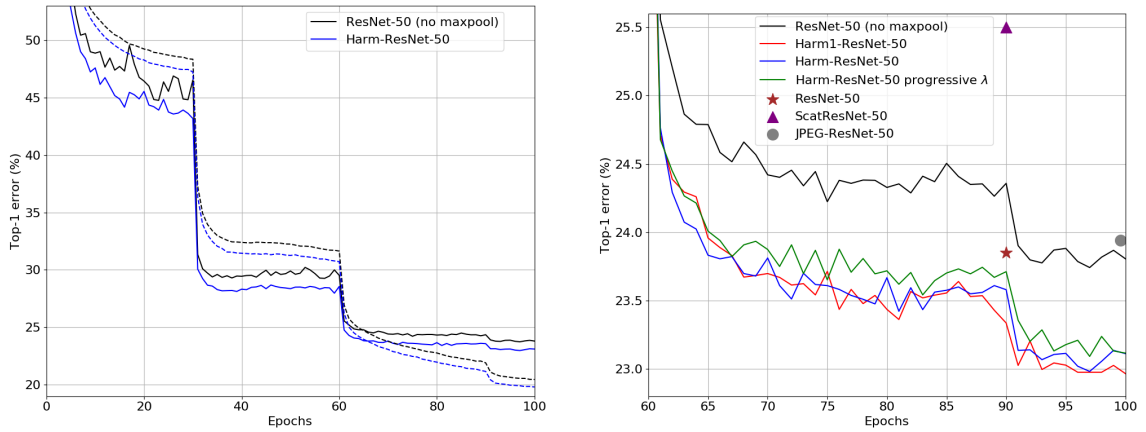 ResNet-50 (no maxpool)
Harm-ResNet-50
50
45
40
35
30
25
20
Top-1 error (%)
0
20
40
60
80
100
Epochs
ResNet-50 (no maxpool)
Harm1-ResNet-50
Harm-ResNet-50
Harm-ResNet-50 progressive λ
ResNet-50
ScatResNet-50
JPEG-ResNet-50
25.5
25.0
24.5
24.0
23.5
23.0
Top-1 error (%)
60
65
70
75
80
85
90
95
100
Epochs